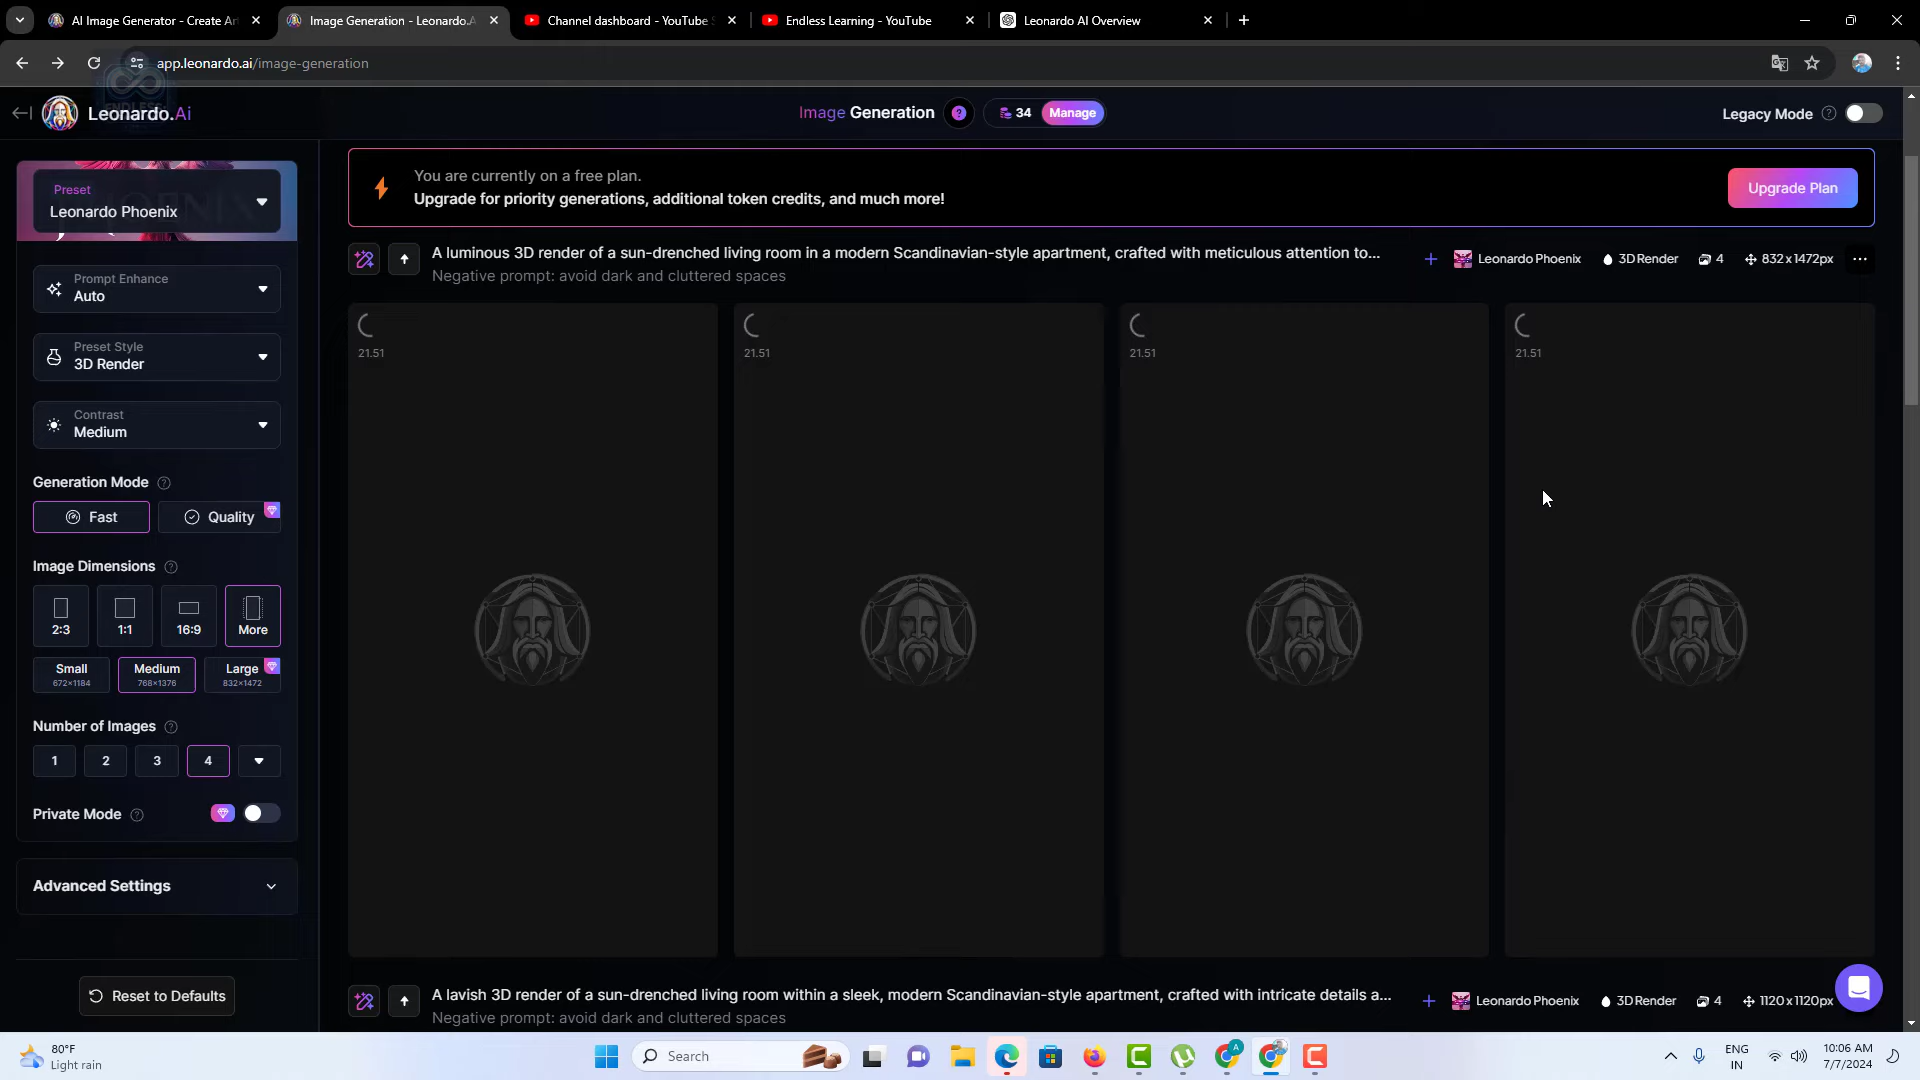 AI Image Generator - Create Ar
Image Generation - Leonardo.A
Channel dashboard - YouTube S
Endless Learning - YouTube
Leonardo AI Overview
app.leonardo.ai/image-generation
Leonardo.Ai
Image Generation
34
Manage
Legacy Mode
Preset
Leonardo Phoenix
Prompt Enhance
Auto
Preset Style
3D Render
Contrast
Medium
Generation Mode
Fast
Quality
Image Dimensions
2:3
1:1
16:9
More
Small
672×1184
Medium
768×1376
Large
832×1472
Number of Images
1
2
3
4
Private Mode
Advanced Settings
Reset to Defaults
You are currently on a free plan.
Upgrade for priority generations, additional token credits, and much more!
Upgrade Plan
A luminous 3D render of a sun-drenched living room in a modern Scandinavian-style apartment, crafted with meticulous attention to...
Negative prompt: avoid dark and cluttered spaces
Leonardo Phoenix
3D Render
4
832 x 1472px
21.51
21.51
21.51
21.51
A lavish 3D render of a sun-drenched living room within a sleek, modern Scandinavian-style apartment, crafted with intricate details a...
Negative prompt: avoid dark and cluttered spaces
Leonardo Phoenix
3D Render
4
1120 x 1120px
80°F
Light rain
Search
ENG
IN
10:06 AM
7/7/2024